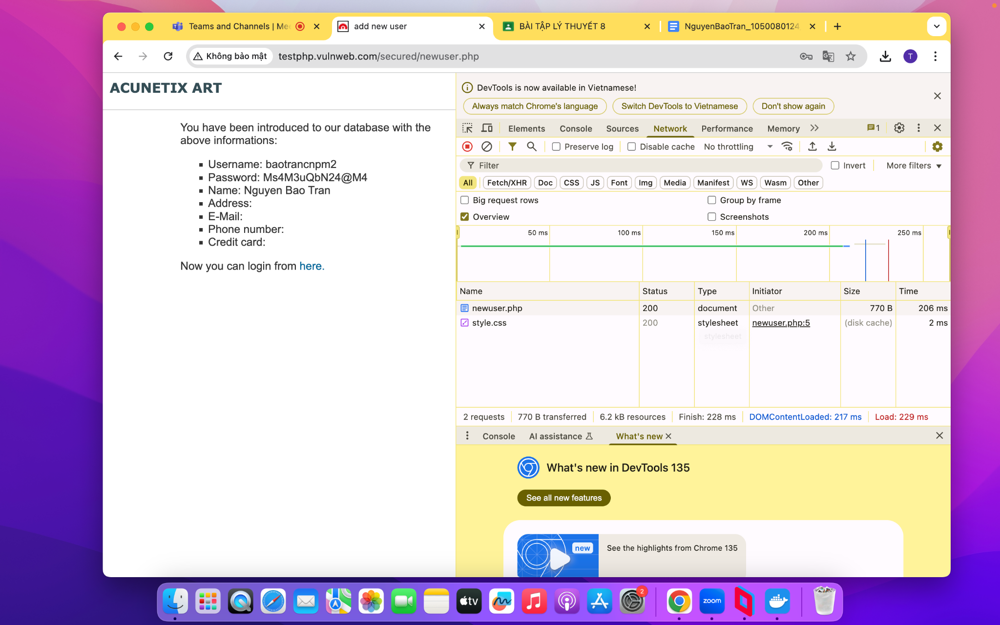 Teams and Channels | Mee
add new user
BÀI TẬP LÝ THUYẾT 8
NguyenBaoTran_1050080124
Không bảo mật
testphp.vulnweb.com/secured/newuser.php
T
ACUNETIX ART
You have been introduced to our database with the
above informations:
Username: baotrancnpm2
Password: Ms4M3uQbN24@M4
Name: Nguyen Bao Tran
Address:
E-Mail:
Phone number:
Credit card:
Now you can login from here.
DevTools is now available in Vietnamese!
Always match Chrome's language
Switch DevTools to Vietnamese
Don't show again
Elements Console Sources Network Performance Memory 1
Preserve log Disable cache No throttling
Filter Invert More filters
All Fetch/XHR Doc CSS JS Font Img Media Manifest WS Wasm Other
Big request rows Group by frame
Overview Screenshots
50 ms 100 ms 150 ms 200 ms 250 ms
Name Status Type Initiator Size Time
newuser.php 200 document Other 770 B 206 ms
style.css 200 stylesheet newuser.php:5 (disk cache) 2 ms
stylesheet
2 requests 770 B transferred 6.2 kB resources Finish: 228 ms DOMContentLoaded: 217 ms Load: 229 ms
Console AI assistance What's new
What's new in DevTools 135
See all new features
new
See the highlights from Chrome 135
tv
2
zoom